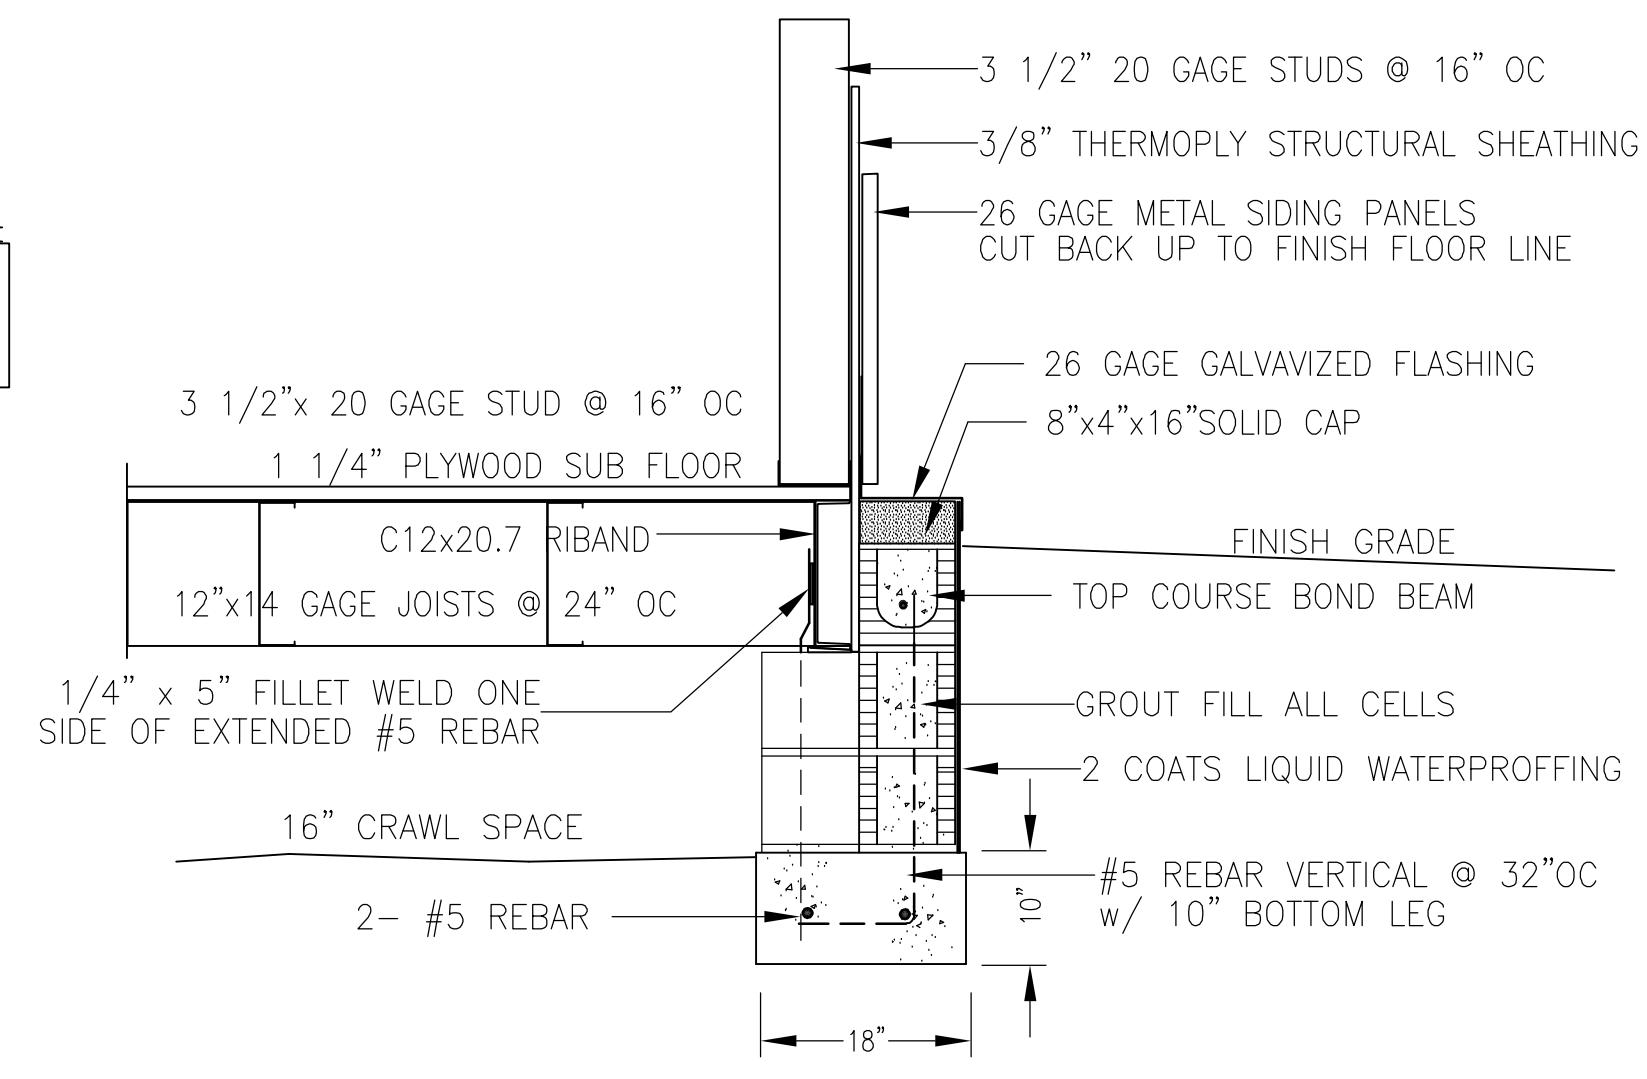 3 1/2" 20 GAGE STUDS @ 16" OC
3/8" THERMOPLY STRUCTURAL SHEATHING
26 GAGE METAL SIDING PANELS
CUT BACK UP TO FINISH FLOOR LINE
26 GAGE GALVAVIZED FLASHING
3 1/2"x 20 GAGE STUD @ 16" OC
8"x4"x16"SOLID CAP
1 1/4" PLYWOOD SUB FLOOR
C12x20.7 RIBAND
FINISH GRADE
12"x14 GAGE JOISTS @ 24" OC
TOP COURSE BOND BEAM
1/4" x 5" FILLET WELD ONE
SIDE OF EXTENDED #5 REBAR
GROUT FILL ALL CELLS
2 COATS LIQUID WATERPROFFING
16" CRAWL SPACE
#5 REBAR VERTICAL @ 32"OC
w/ 10" BOTTOM LEG
10"
2- #5 REBAR
18"